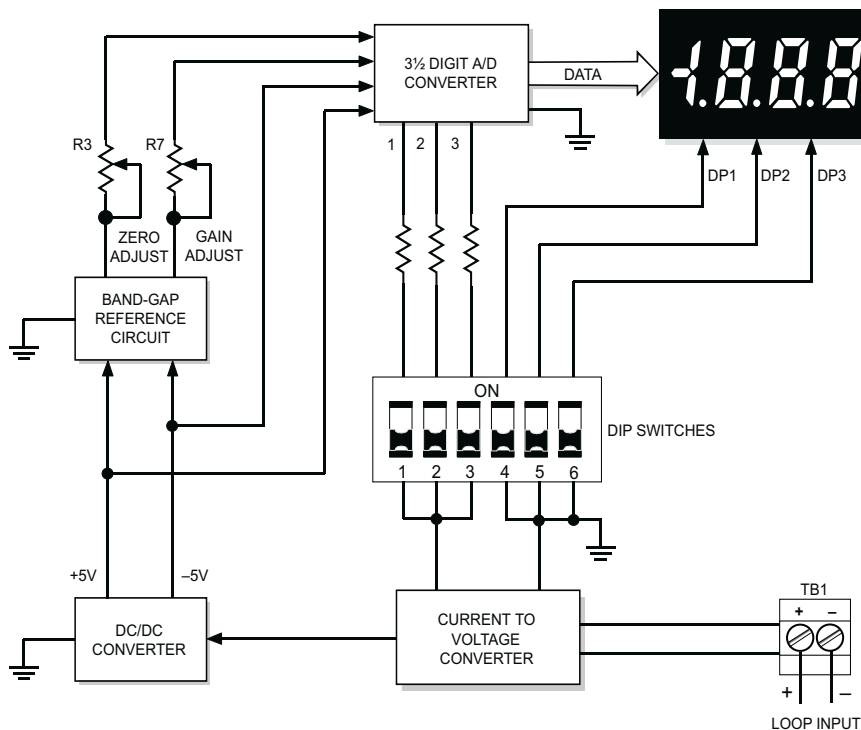 3½ DIGIT A/D
CONVERTER
DATA
-1.8.8.8
R3
R7
1
2
3
DP1
DP2
DP3
ZERO
ADJUST
GAIN
ADJUST
BAND-GAP
REFERENCE
CIRCUIT
ON
DIP SWITCHES
1 2 3 4 5 6
+5V
–5V
DC/DC
CONVERTER
CURRENT TO
VOLTAGE
CONVERTER
TB1
+ –
+ –
LOOP INPUT